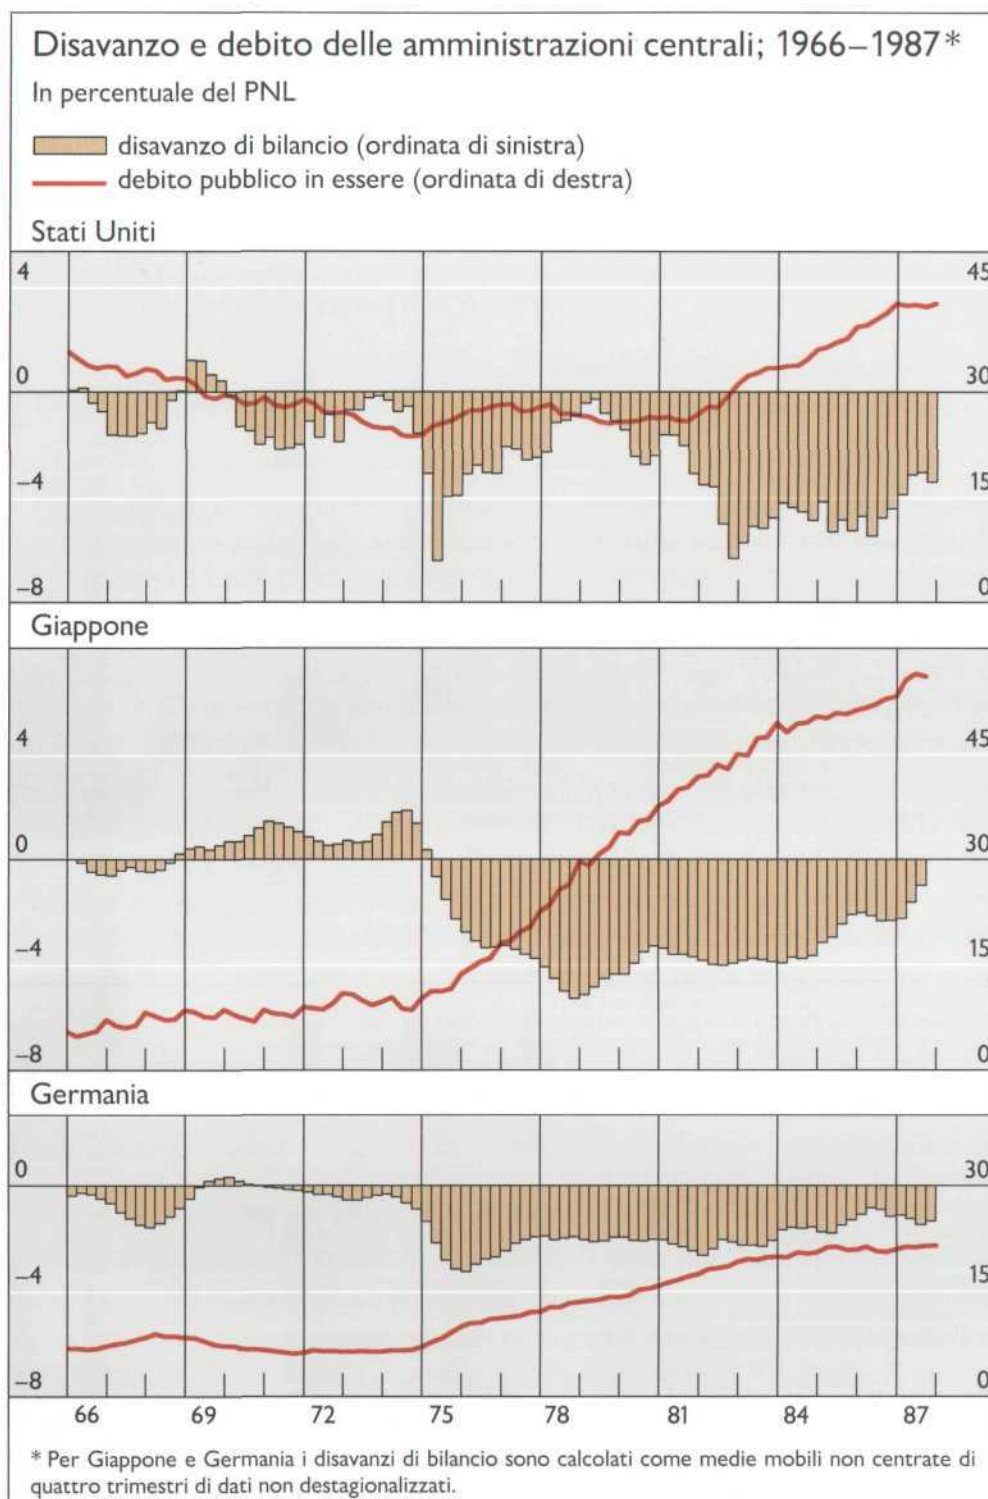 Disavanzo e debito delle amministrazioni centrali; 1966–1987*
In percentuale del PNL
disavanzo di bilancio (ordinata di sinistra)
debito pubblico in essere (ordinata di destra)
Stati Uniti
4 45
0 30
–4 15
–8 0
Giappone
4 45
0 30
–4 15
–8 0
Germania
0 30
–4 15
–8 0
66 69 72 75 78 81 84 87
* Per Giappone e Germania i disavanzi di bilancio sono calcolati come medie mobili non centrate di
quattro trimestri di dati non destagionalizzati.